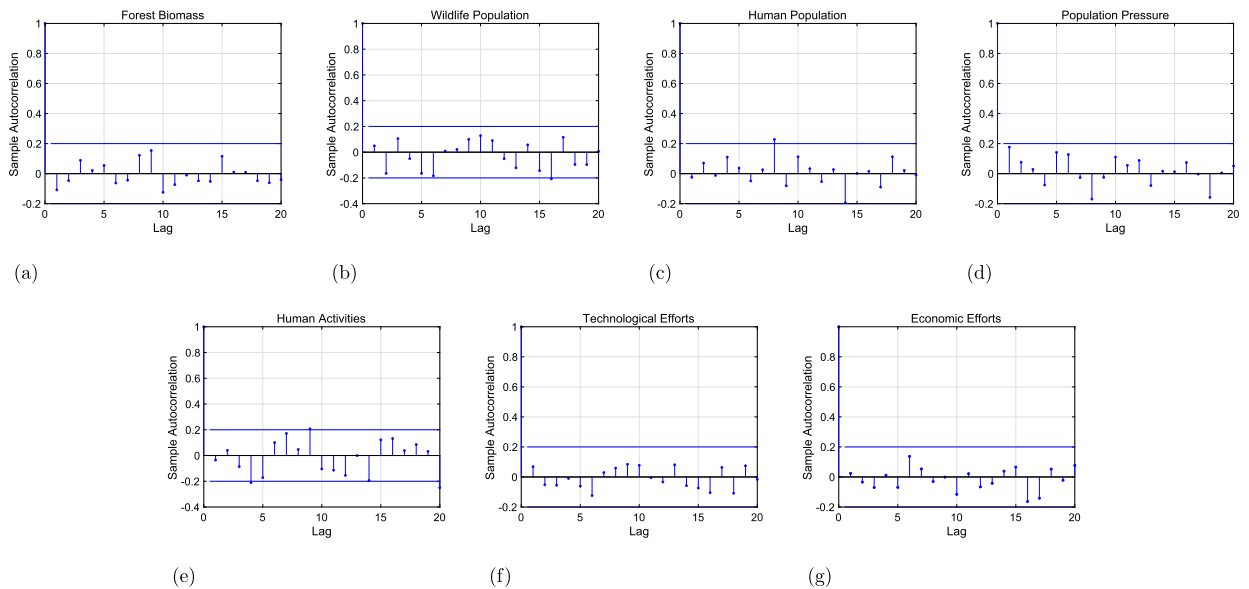 Forest Biomass Wildlife Population Human Population Population Pressure
1 1 1 1
0.8 0.8 0.8 0.8
0.6 0.6 0.6 0.6
0.4 0.4 0.4 0.4
0.2 0.2 0.2 0.2
0 0 0 0
-0.2 -0.2 -0.2 -0.2
-0.4
Sample Autocorrelation Sample Autocorrelation Sample Autocorrelation Sample Autocorrelation
0 5 10 15 20 0 5 10 15 20 0 5 10 15 20 0 5 10 15 20
Lag Lag Lag Lag
(a) (b) (c) (d)
Human Activities Technological Efforts Economic Efforts
1 1 1
0.8 0.8 0.8
0.6 0.6 0.6
0.4 0.4 0.4
0.2 0.2 0.2
0 0 0
-0.2 -0.2 -0.2
-0.4
Sample Autocorrelation Sample Autocorrelation Sample Autocorrelation
0 5 10 15 20 0 5 10 15 20 0 5 10 15 20
Lag Lag Lag
(e) (f) (g)